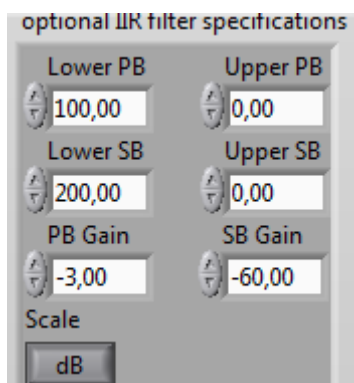 optional IIR filter specifications
Lower PB Upper PB
100,00 0,00
Lower SB Upper SB
200,00 0,00
PB Gain SB Gain
-3,00 -60,00
Scale
dB